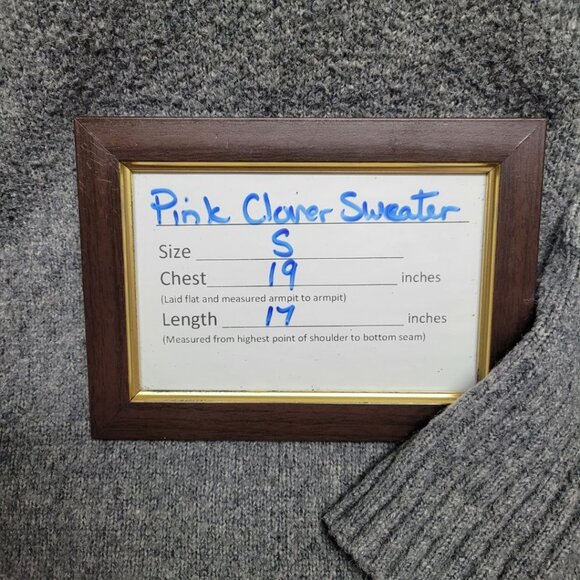 Pink Clover Sweater
Size S
Chest 19 inches
(Laid flat and measured armpit to armpit)
Length 17 inches
(Measured from highest point of shoulder to bottom seam)